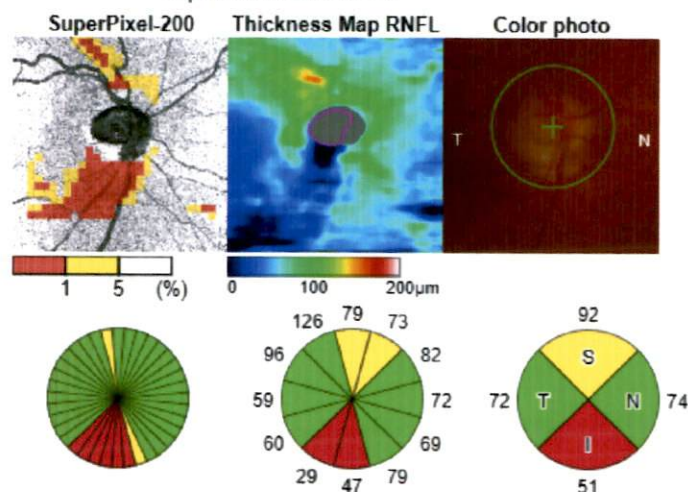 SuperPixel-200 Thickness Map RNFL Color photo
T N
1 5 (%) 0 100 200µm
126 79 73 92
96 82 S
59 72 72 T N 74
60 69 I
29 47 79 51